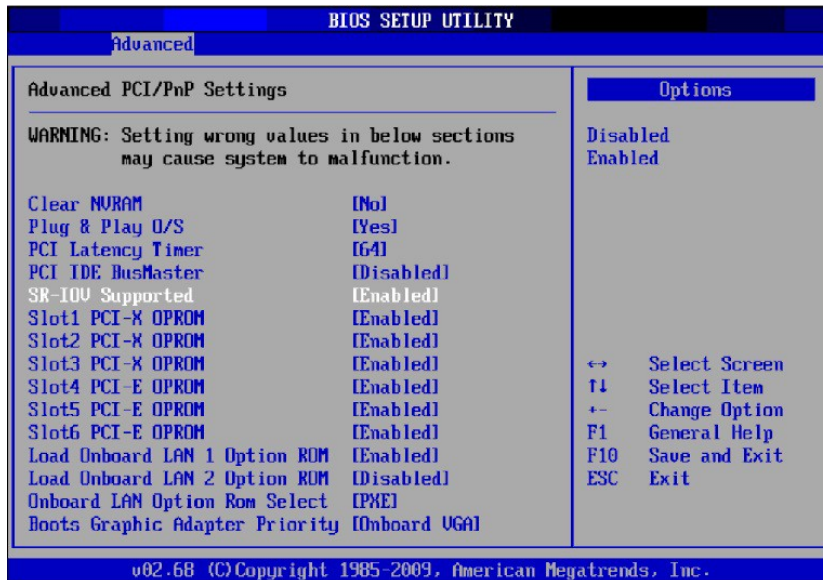 BIOS SETUP UTILITY
Advanced
Advanced PCI/PnP Settings
WARNING: Setting wrong values in below sections
may cause system to malfunction.
Clear NVRAM [No]
Plug & Play O/S [Yes]
PCI Latency Timer [64]
PCI IDE BusMaster [Disabled]
SR-IOV Supported [Enabled]
Slot1 PCI-X OPROM [Enabled]
Slot2 PCI-X OPROM [Enabled]
Slot3 PCI-X OPROM [Enabled]
Slot4 PCI-E OPROM [Enabled]
Slot5 PCI-E OPROM [Enabled]
Slot6 PCI-E OPROM [Enabled]
Load Onboard LAN 1 Option ROM [Enabled]
Load Onboard LAN 2 Option ROM [Disabled]
Onboard LAN Option Rom Select [PXE]
Boots Graphic Adapter Priority [Onboard VGA]
Options
Disabled
Enabled
↔ Select Screen
↑↓ Select Item
+- Change Option
F1 General Help
F10 Save and Exit
ESC Exit
v02.68 (C)Copyright 1985-2009, American Megatrends, Inc.